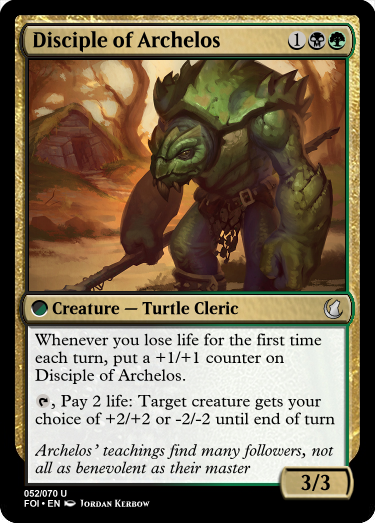 Disciple of Archelos 1
Creature — Turtle Cleric
Whenever you lose life for the first time
each turn, put a +1/+1 counter on
Disciple of Archelos.
, Pay 2 life: Target creature gets your
choice of +2/+2 or -2/-2 until end of turn
Archelos’ teachings find many followers, not
all as benevolent as their master
3/3
052/070 U
FOI • EN Jordan Kerbow